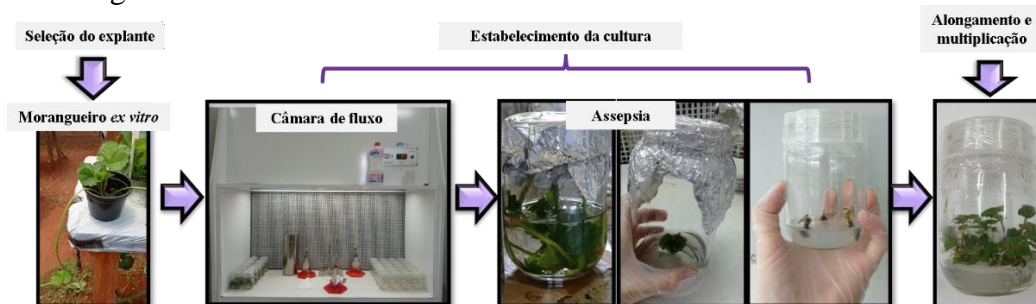 Seleção do explante
Estabelecimento da cultura
Alongamento e
multiplicação
Morangueiro ex vitro
Câmara de fluxo
Assepsia